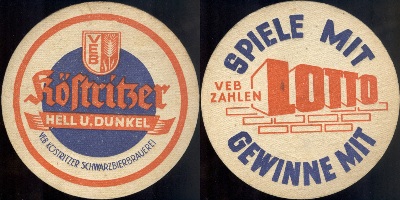 VEB
Köstritzer
HELL U. DUNKEL
VEB KÖSTRITZER SCHWARZBIERBRAUEREI
SPIELE MIT
VEB
ZAHLEN
LOTTO
GEWINNE MIT